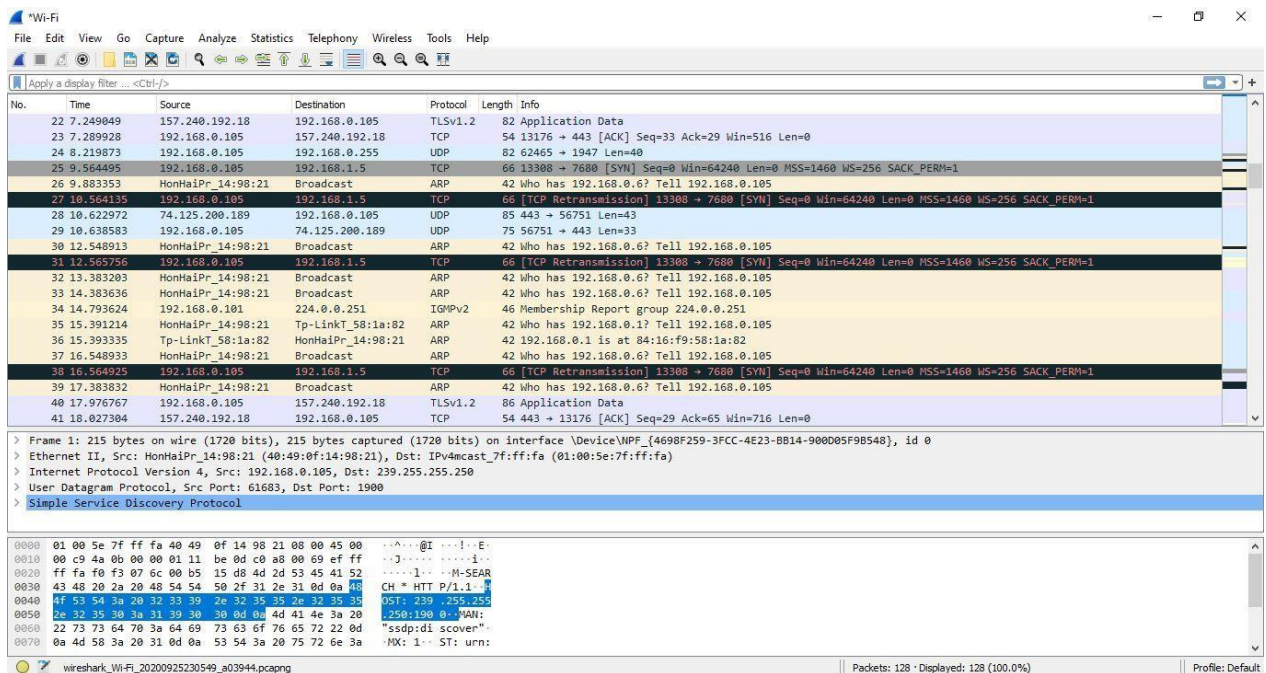 *Wi-Fi
File Edit View Go Capture Analyze Statistics Telephony Wireless Tools Help
Apply a display filter ... <Ctrl-/>
No. Time Source Destination Protocol Length Info
22 7.249049 157.240.192.18 192.168.0.105 TLSv1.2 82 Application Data
23 7.289928 192.168.0.105 157.240.192.18 TCP 54 13176 → 443 [ACK] Seq=33 Ack=29 Win=516 Len=0
24 8.219873 192.168.0.105 192.168.0.255 UDP 82 62465 → 1947 Len=40
25 9.564495 192.168.0.105 192.168.1.5 TCP 66 13308 → 7680 [SYN] Seq=0 Win=64240 Len=0 MSS=1460 WS=256 SACK_PERM=1
26 9.883353 HonHaiPr_14:98:21 Broadcast ARP 42 Who has 192.168.0.6? Tell 192.168.0.105
27 10.564135 192.168.0.105 192.168.1.5 TCP 66 [TCP Retransmission] 13308 → 7680 [SYN] Seq=0 Win=64240 Len=0 MSS=1460 WS=256 SACK_PERM=1
28 10.622972 74.125.200.189 192.168.0.105 UDP 85 443 → 56751 Len=43
29 10.638583 192.168.0.105 74.125.200.189 UDP 75 56751 → 443 Len=33
30 12.548913 HonHaiPr_14:98:21 Broadcast ARP 42 Who has 192.168.0.6? Tell 192.168.0.105
31 12.565756 192.168.0.105 192.168.1.5 TCP 66 [TCP Retransmission] 13308 → 7680 [SYN] Seq=0 Win=64240 Len=0 MSS=1460 WS=256 SACK_PERM=1
32 13.383203 HonHaiPr_14:98:21 Broadcast ARP 42 Who has 192.168.0.6? Tell 192.168.0.105
33 14.383636 HonHaiPr_14:98:21 Broadcast ARP 42 Who has 192.168.0.6? Tell 192.168.0.105
34 14.793624 192.168.0.101 224.0.0.251 IGMPv2 46 Membership Report group 224.0.0.251
35 15.391214 HonHaiPr_14:98:21 Tp-LinkT_58:1a:82 ARP 42 Who has 192.168.0.1? Tell 192.168.0.105
36 15.393335 Tp-LinkT_58:1a:82 HonHaiPr_14:98:21 ARP 42 192.168.0.1 is at 84:16:f9:58:1a:82
37 16.548933 HonHaiPr_14:98:21 Broadcast ARP 42 Who has 192.168.0.6? Tell 192.168.0.105
38 16.564925 192.168.0.105 192.168.1.5 TCP 66 [TCP Retransmission] 13308 → 7680 [SYN] Seq=0 Win=64240 Len=0 MSS=1460 WS=256 SACK_PERM=1
39 17.383832 HonHaiPr_14:98:21 Broadcast ARP 42 Who has 192.168.0.6? Tell 192.168.0.105
40 17.976767 192.168.0.105 157.240.192.18 TLSv1.2 86 Application Data
41 18.027304 157.240.192.18 192.168.0.105 TCP 54 443 → 13176 [ACK] Seq=29 Ack=65 Win=716 Len=0
> Frame 1: 215 bytes on wire (1720 bits), 215 bytes captured (1720 bits) on interface \Device\NPF_{4698F259-3FCC-4E23-BB14-900D05F9B548}, id 0
> Ethernet II, Src: HonHaiPr_14:98:21 (40:49:0f:14:98:21), Dst: IPv4mcast_7f:ff:fa (01:00:5e:7f:ff:fa)
> Internet Protocol Version 4, Src: 192.168.0.105, Dst: 239.255.255.250
> User Datagram Protocol, Src Port: 61683, Dst Port: 1900
> Simple Service Discovery Protocol
0000 01 00 5e 7f ff fa 40 49 0f 14 98 21 08 00 45 00 ··^···@I ···!··E·
0010 00 c9 4a 0b 00 00 01 11 be 0d c0 a8 00 69 ef ff ··J····· ·····i··
0020 ff fa f0 f3 07 6c 00 b5 15 d8 4d 2d 53 45 41 52 ·····l·· ··M-SEAR
0030 43 48 20 2a 20 48 54 54 50 2f 31 2e 31 0d 0a 48 CH * HTT P/1.1··H
0040 4f 53 54 3a 20 32 33 39 2e 32 35 35 2e 32 35 35 OST: 239 .255.255
0050 2e 32 35 30 3a 31 39 30 30 0d 0a 4d 41 4e 3a 20 .250:190 0··MAN:
0060 22 73 73 64 70 3a 64 69 73 63 6f 76 65 72 22 0d "ssdp:di scover"·
0070 0a 4d 58 3a 20 31 0d 0a 53 54 3a 20 75 72 6e 3a ·MX: 1·· ST: urn:
wireshark_Wi-Fi_20200925230549_a03944.pcapng Packets: 128 · Displayed: 128 (100.0%) Profile: Default